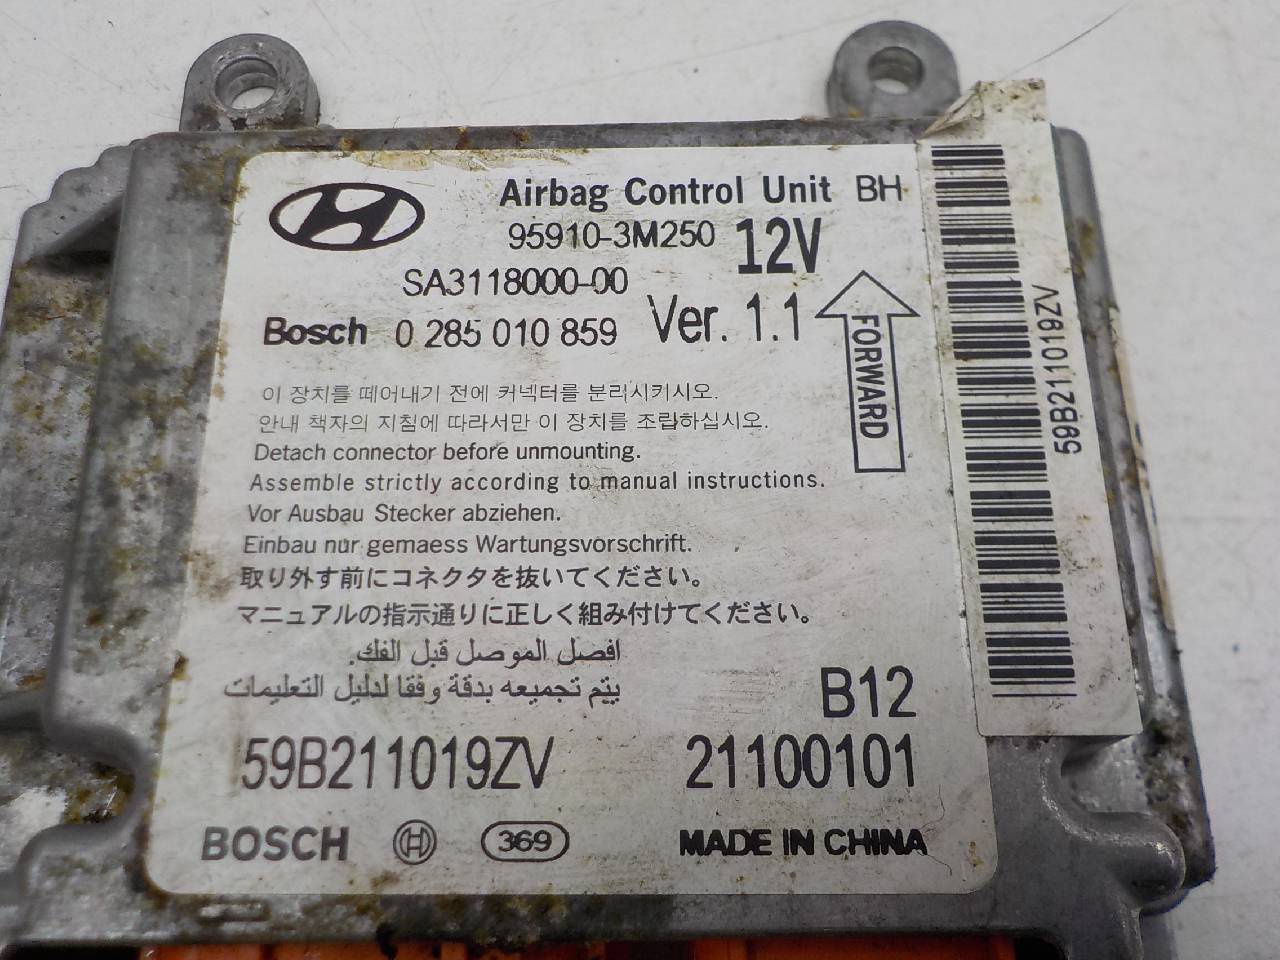 Airbag Control Unit BH
95910-3M250 12V
SA3118000-00
Bosch 0 285 010 859 Ver. 1.1
FORWARD
이 장치를 떼어내기 전에 커넥터를 분리시키시오.
안내 책자의 지침에 따라서만 이 장치를 조립하십시오.
Detach connector before unmounting.
Assemble strictly according to manual instructions.
Vor Ausbau Stecker abziehen.
Einbau nur gemaess Wartungsvorschrift.
取り外す前にコネクタを抜いてください。
マニュアルの指示通りに正しく組み付けてください。
افصل الموصل قبل الفك.
يتم تجميعه بدقة وفقا لدليل التعليمات
B12
59B211019ZV 21100101
BOSCH 369 MADE IN CHINA
59B211019ZV